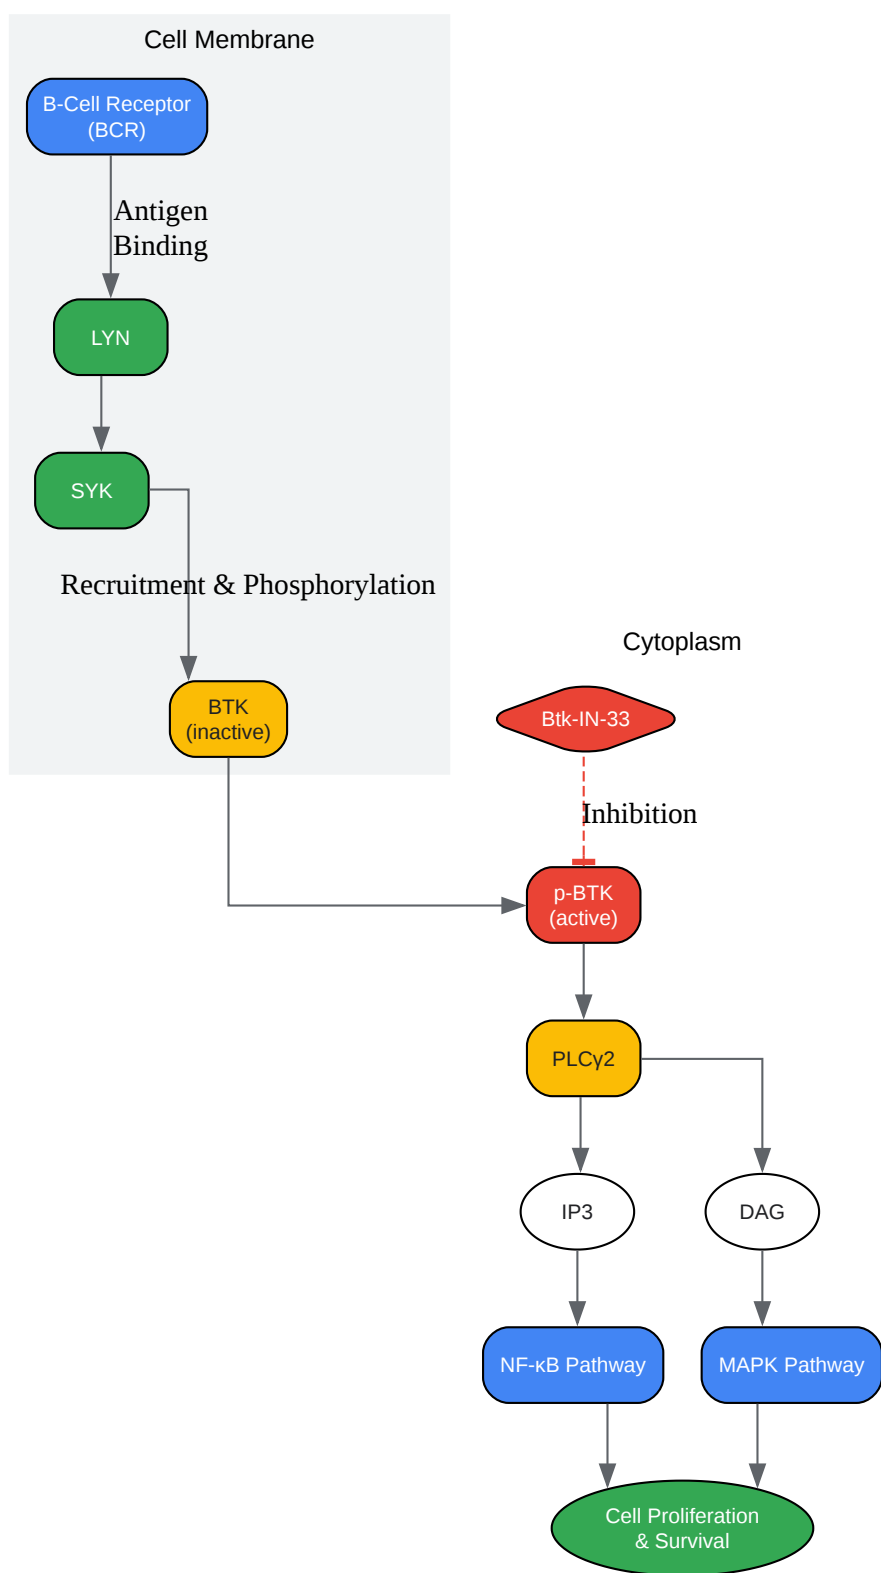 Cell Membrane
B-Cell Receptor
(BCR)
Antigen
Binding
LYN
SYK
Recruitment & Phosphorylation
BTK
(inactive)
Cytoplasm
Btk-IN-33
Inhibition
p-BTK
(active)
PLCγ2
IP3
DAG
NF-κB Pathway
MAPK Pathway
Cell Proliferation
& Survival